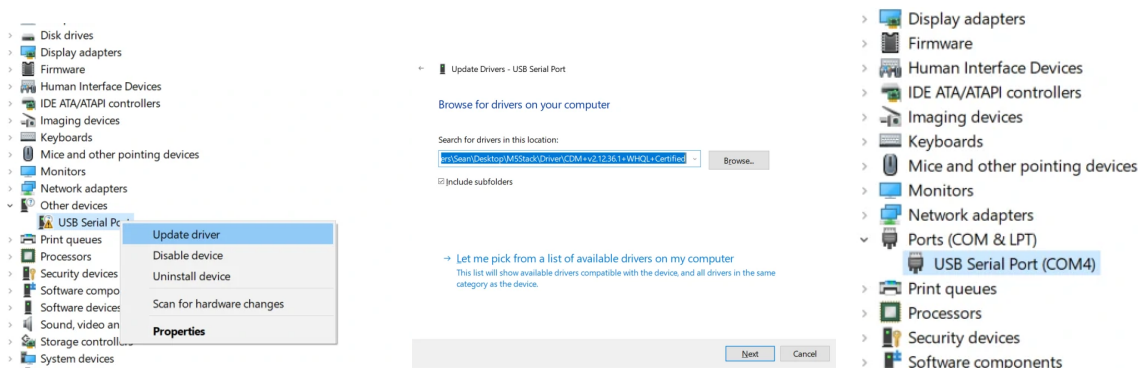 Disk drives
Display adapters
Firmware
Human Interface Devices
IDE ATA/ATAPI controllers
Imaging devices
Keyboards
Mice and other pointing devices
Monitors
Network adapters
Other devices
USB Serial Po
Print queues
Processors
Security devices
Software compo
Software devices
Sound, video an
Storage controll
System devices
Update driver
Disable device
Uninstall device
Scan for hardware changes
Properties
Update Drivers - USB Serial Port
Browse for drivers on your computer
Search for drivers in this location:
ers\Sean\Desktop\M5Stack\Driver\CDM+v2.12.36.1+WHQL+Certified
Browse...
Include subfolders
Let me pick from a list of available drivers on my computer
This list will show available drivers compatible with the device, and all drivers in the same
category as the device.
Next
Cancel
Display adapters
Firmware
Human Interface Devices
IDE ATA/ATAPI controllers
Imaging devices
Keyboards
Mice and other pointing devices
Monitors
Network adapters
Ports (COM & LPT)
USB Serial Port (COM4)
Print queues
Processors
Security devices
Software components